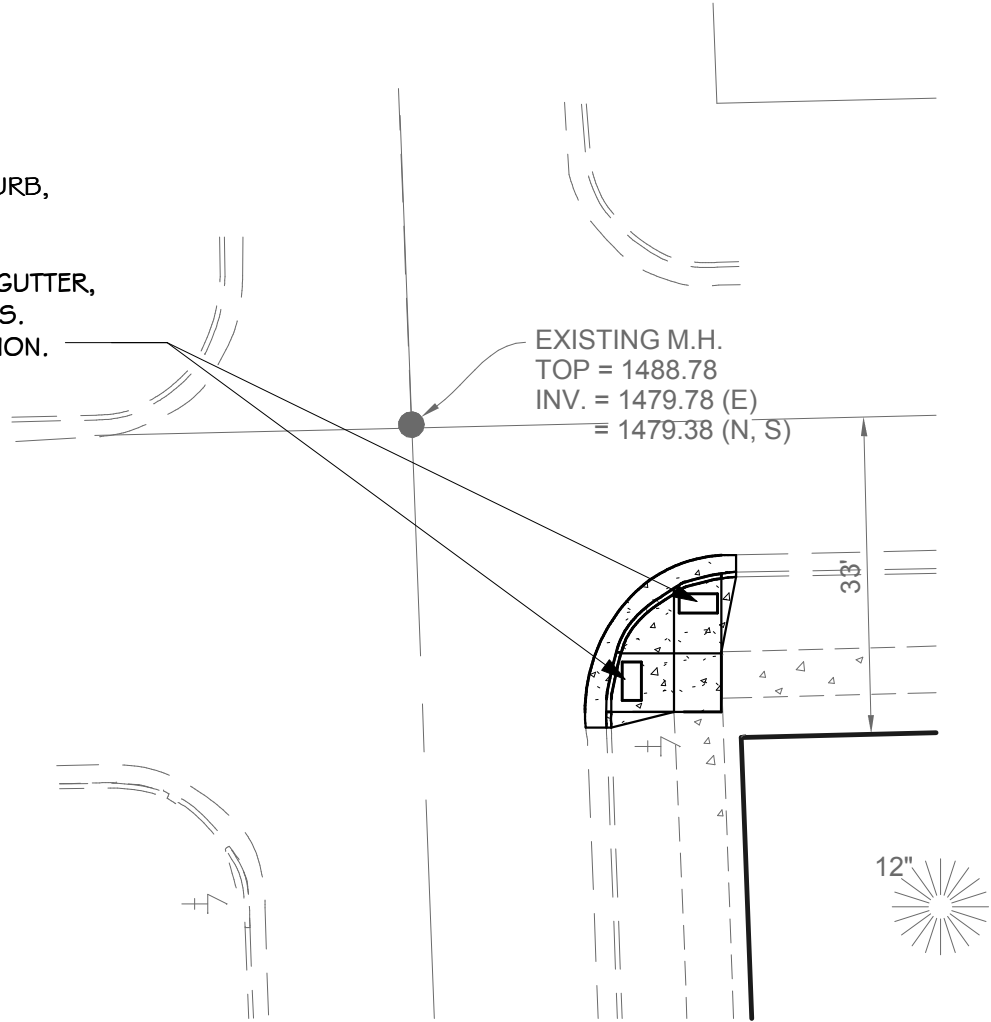 URB,
GUTTER,
S.
ION.
EXISTING M.H.
TOP = 1488.78
INV. = 1479.78 (E)
= 1479.38 (N, S)
33'
12"